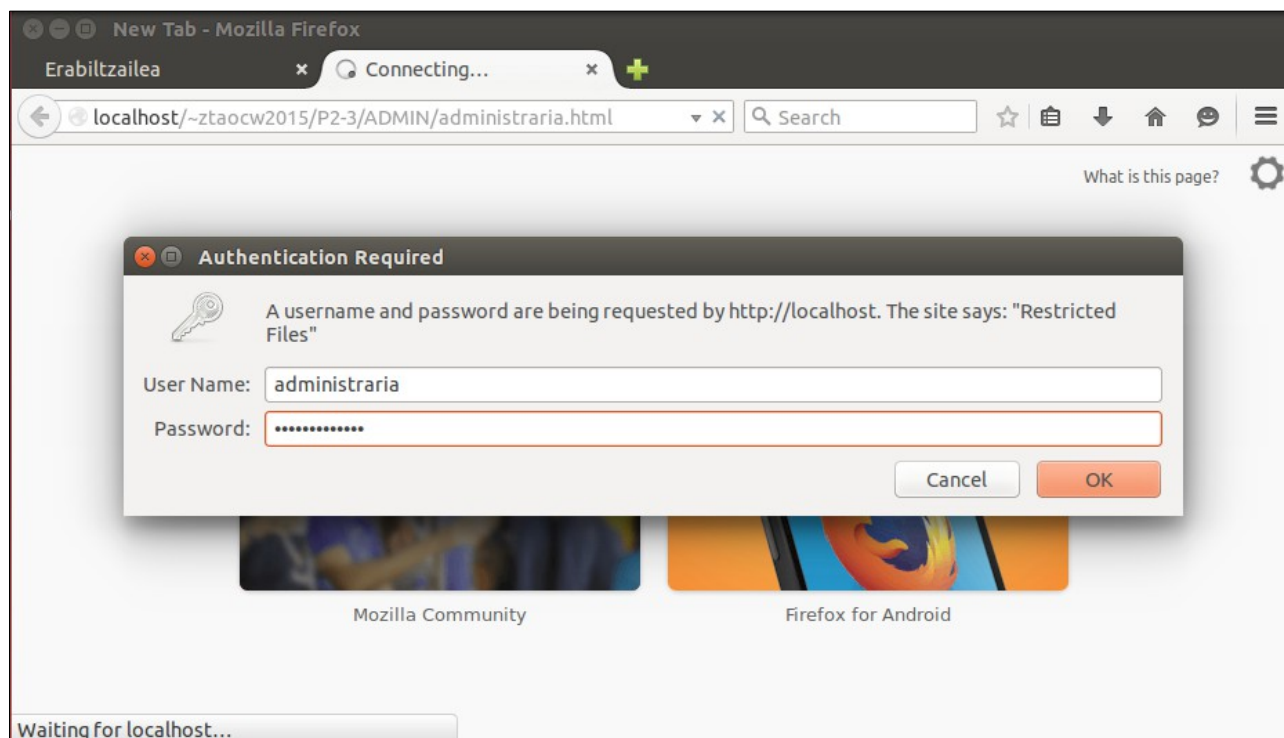 New Tab - Mozilla Firefox
Erabiltzailea
Connecting...
localhost/~ztaocw2015/P2-3/ADMIN/administraria.html
Search
What is this page?
Authentication Required
A username and password are being requested by http://localhost. The site says: "Restricted
Files"
User Name: administraria
Password: •••••••••••••
Cancel
OK
Mozilla Community
Firefox for Android
Waiting for localhost...